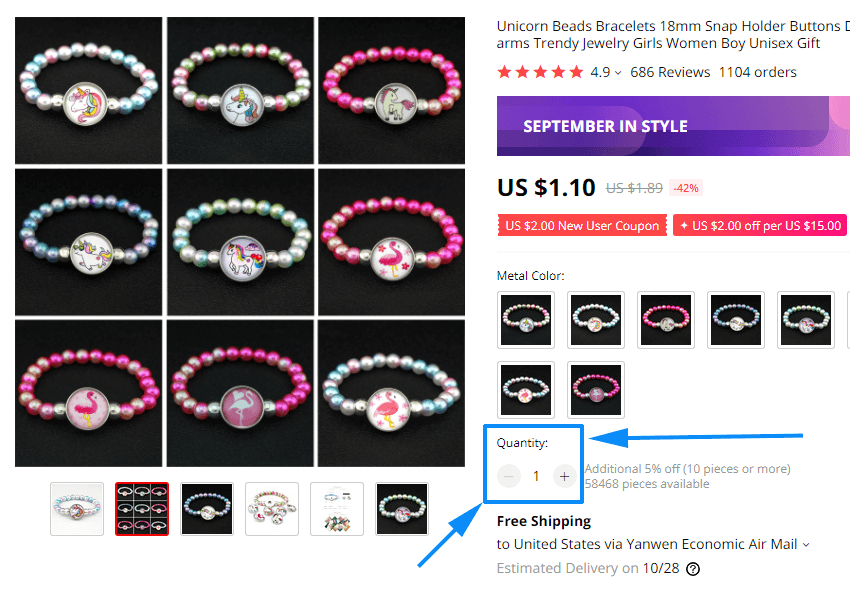 Unicorn Beads Bracelets 18mm Snap Holder Buttons D
arms Trendy Jewelry Girls Women Boy Unisex Gift
4.9 686 Reviews 1104 orders
SEPTEMBER IN STYLE
US $1.10 US $1.89 -42%
US $2.00 New User Coupon US $2.00 off per US $15.00
Metal Color:
Quantity:
1
Additional 5% off (10 pieces or more)
58468 pieces available
Free Shipping
to United States via Yanwen Economic Air Mail
Estimated Delivery on 10/28